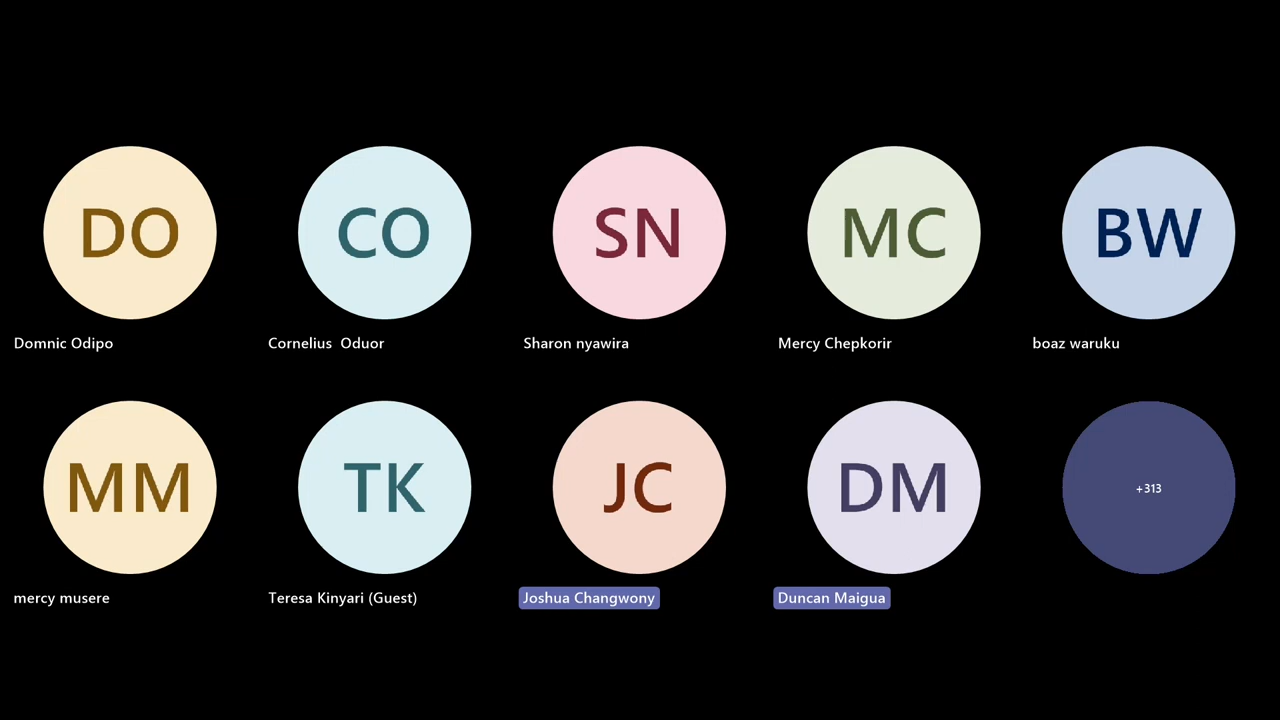 DO
CO
SN
MC
BW
Domnic Odipo
Cornelius  Oduor
Sharon nyawira
Mercy Chepkorir
boaz waruku
MM
TK
JC
DM
+313
mercy musere
Teresa Kinyari (Guest)
Joshua Changwony
Duncan Maigua